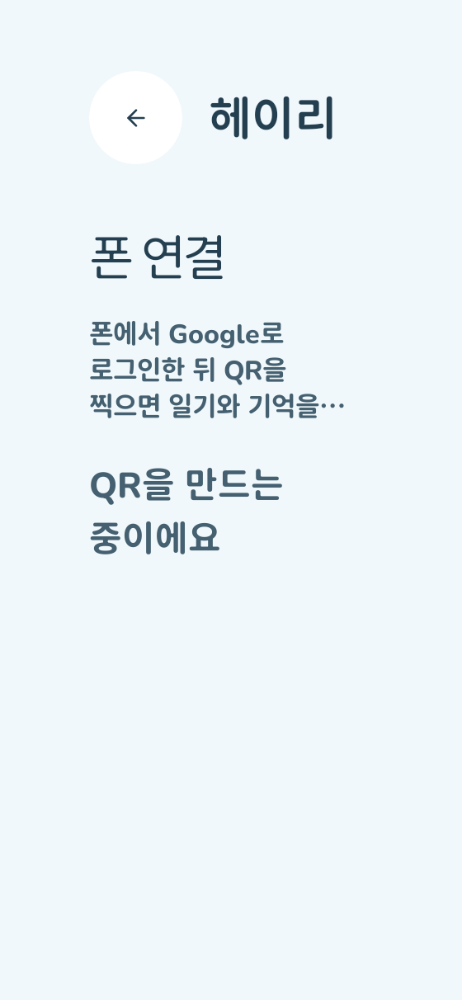 헤이리
폰 연결
폰에서 Google로
로그인한 뒤 QR을
찍으면 일기와 기억을…
QR을 만드는
중이에요